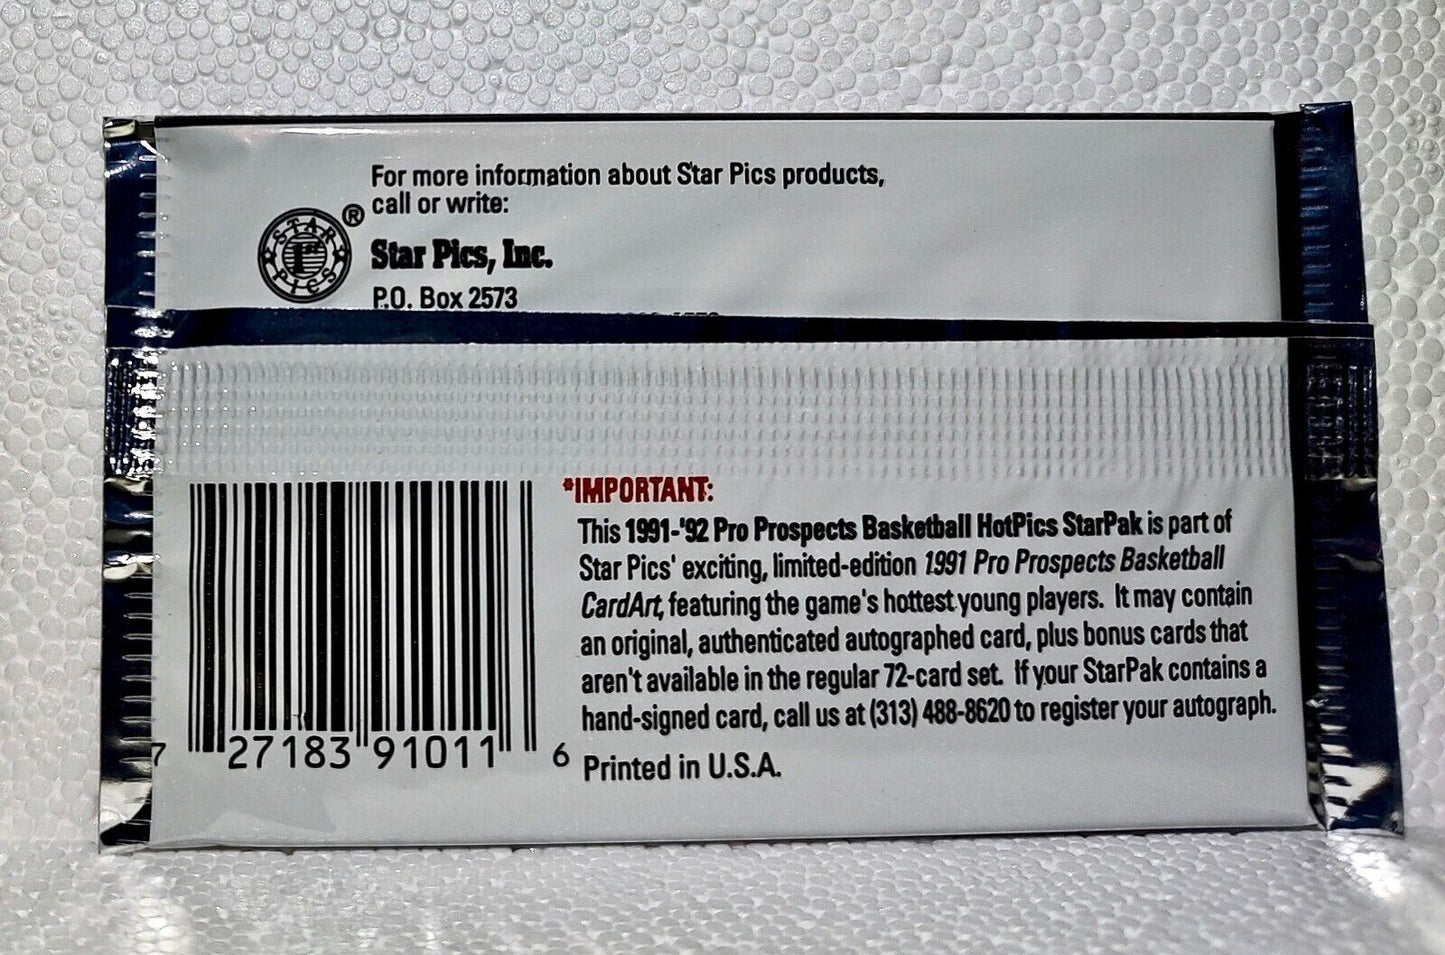 For more information about Star Pics products,
call or write:
STAR
1ST
PICS
®
Star Pics, Inc.
P.O. Box 2573
*IMPORTANT:
This 1991-'92 Pro Prospects Basketball HotPics StarPak is part of
Star Pics' exciting, limited-edition 1991 Pro Prospects Basketball
CardArt, featuring the game's hottest young players. It may contain
an original, authenticated autographed card, plus bonus cards that
aren't available in the regular 72-card set. If your StarPak contains a
hand-signed card, call us at (313) 488-8620 to register your autograph.
Printed in U.S.A.
7 27183 91011 6